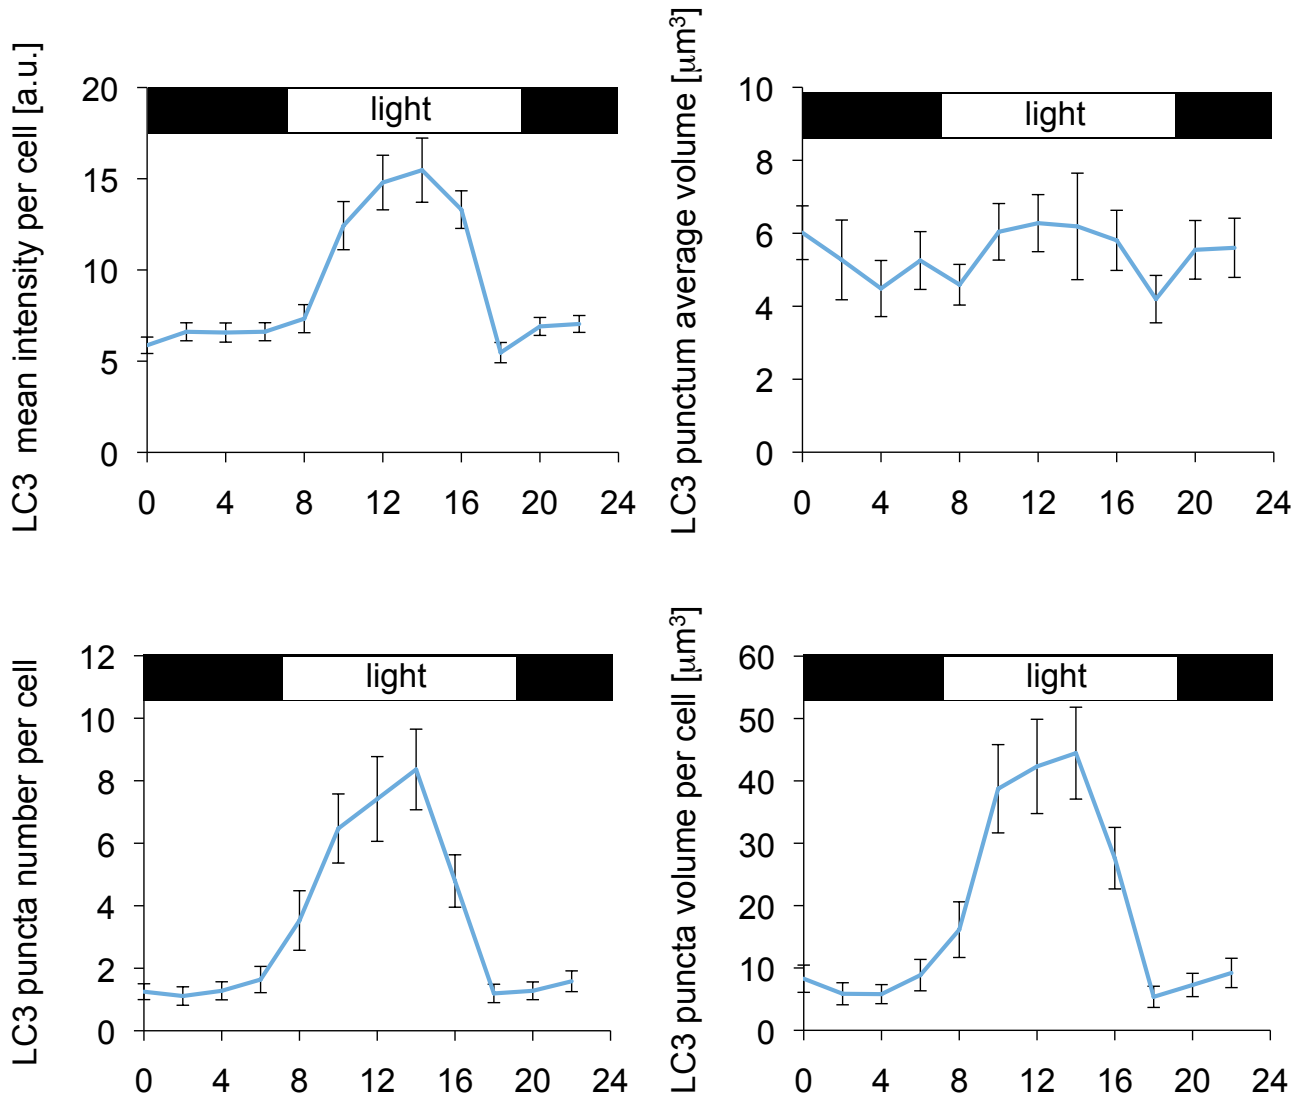 LC3  mean intensity per cell [a.u.]
20
15
10
5
0
light
0 4 8 12 16 20 24
LC3 punctum average volume [μm³]
10
8
6
4
2
0
light
0 4 8 12 16 20 24
LC3 puncta number per cell
12
10
8
6
4
2
0
light
0 4 8 12 16 20 24
LC3 puncta volume per cell [μm³]
60
50
40
30
20
10
0
light
0 4 8 12 16 20 24